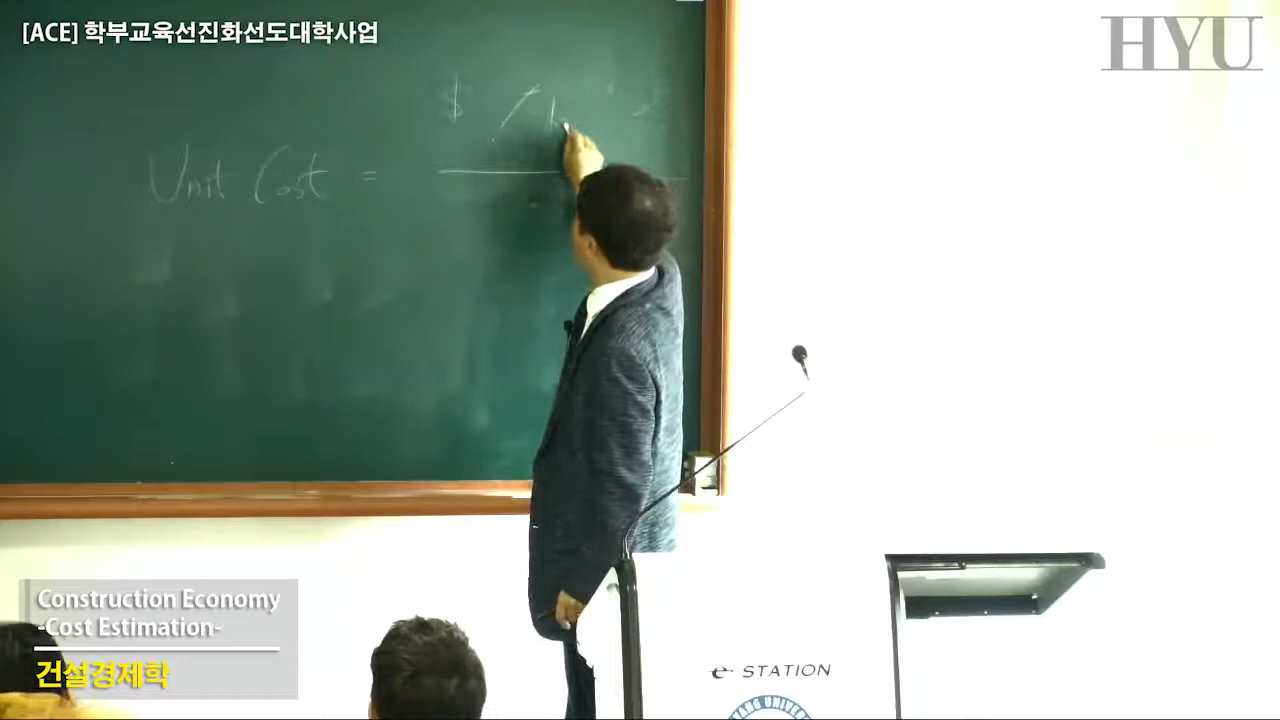 [ACE] 학부교육선진화선도대학사업
HYU
$ / h
Unit Cost =
Construction Economy
-Cost Estimation-
건설경제학
e-STATION